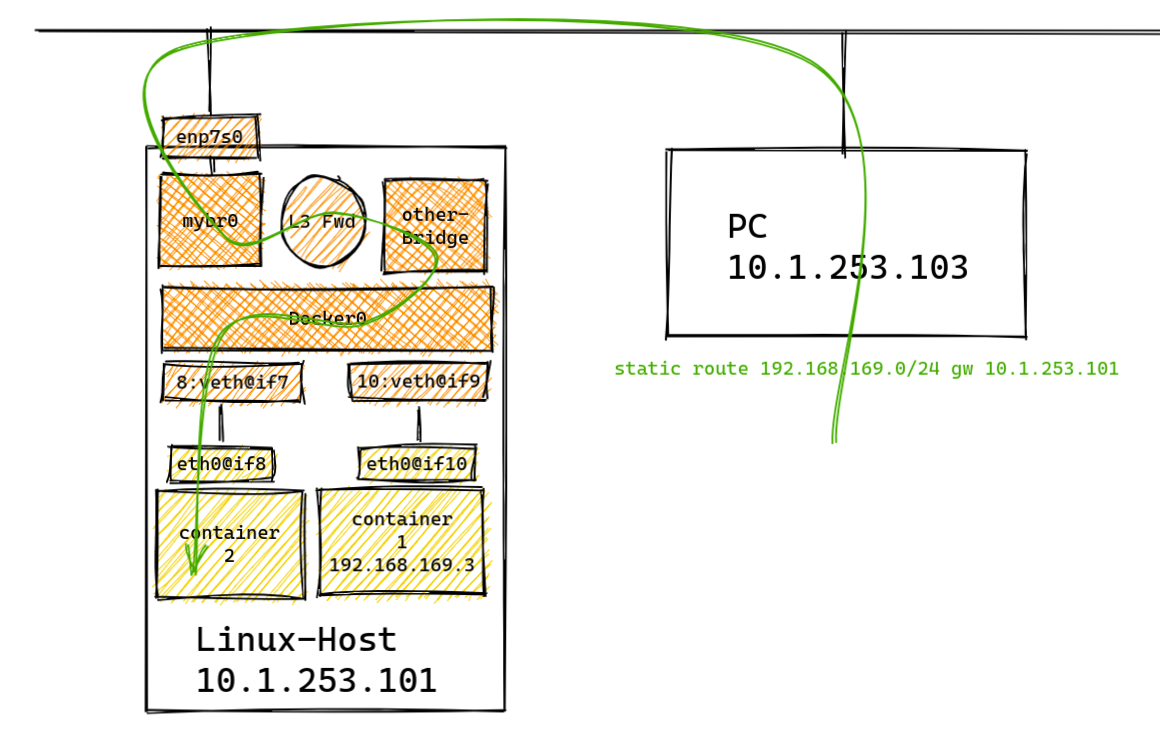 enp7s0
mybr0
L3 Fwd
other-
Bridge
Docker0
8:veth@if7
10:veth@if9
eth0@if8
eth0@if10
container
2
container
1
192.168.169.3
Linux-Host
10.1.253.101
PC
10.1.253.103
static route 192.168.169.0/24 gw 10.1.253.101